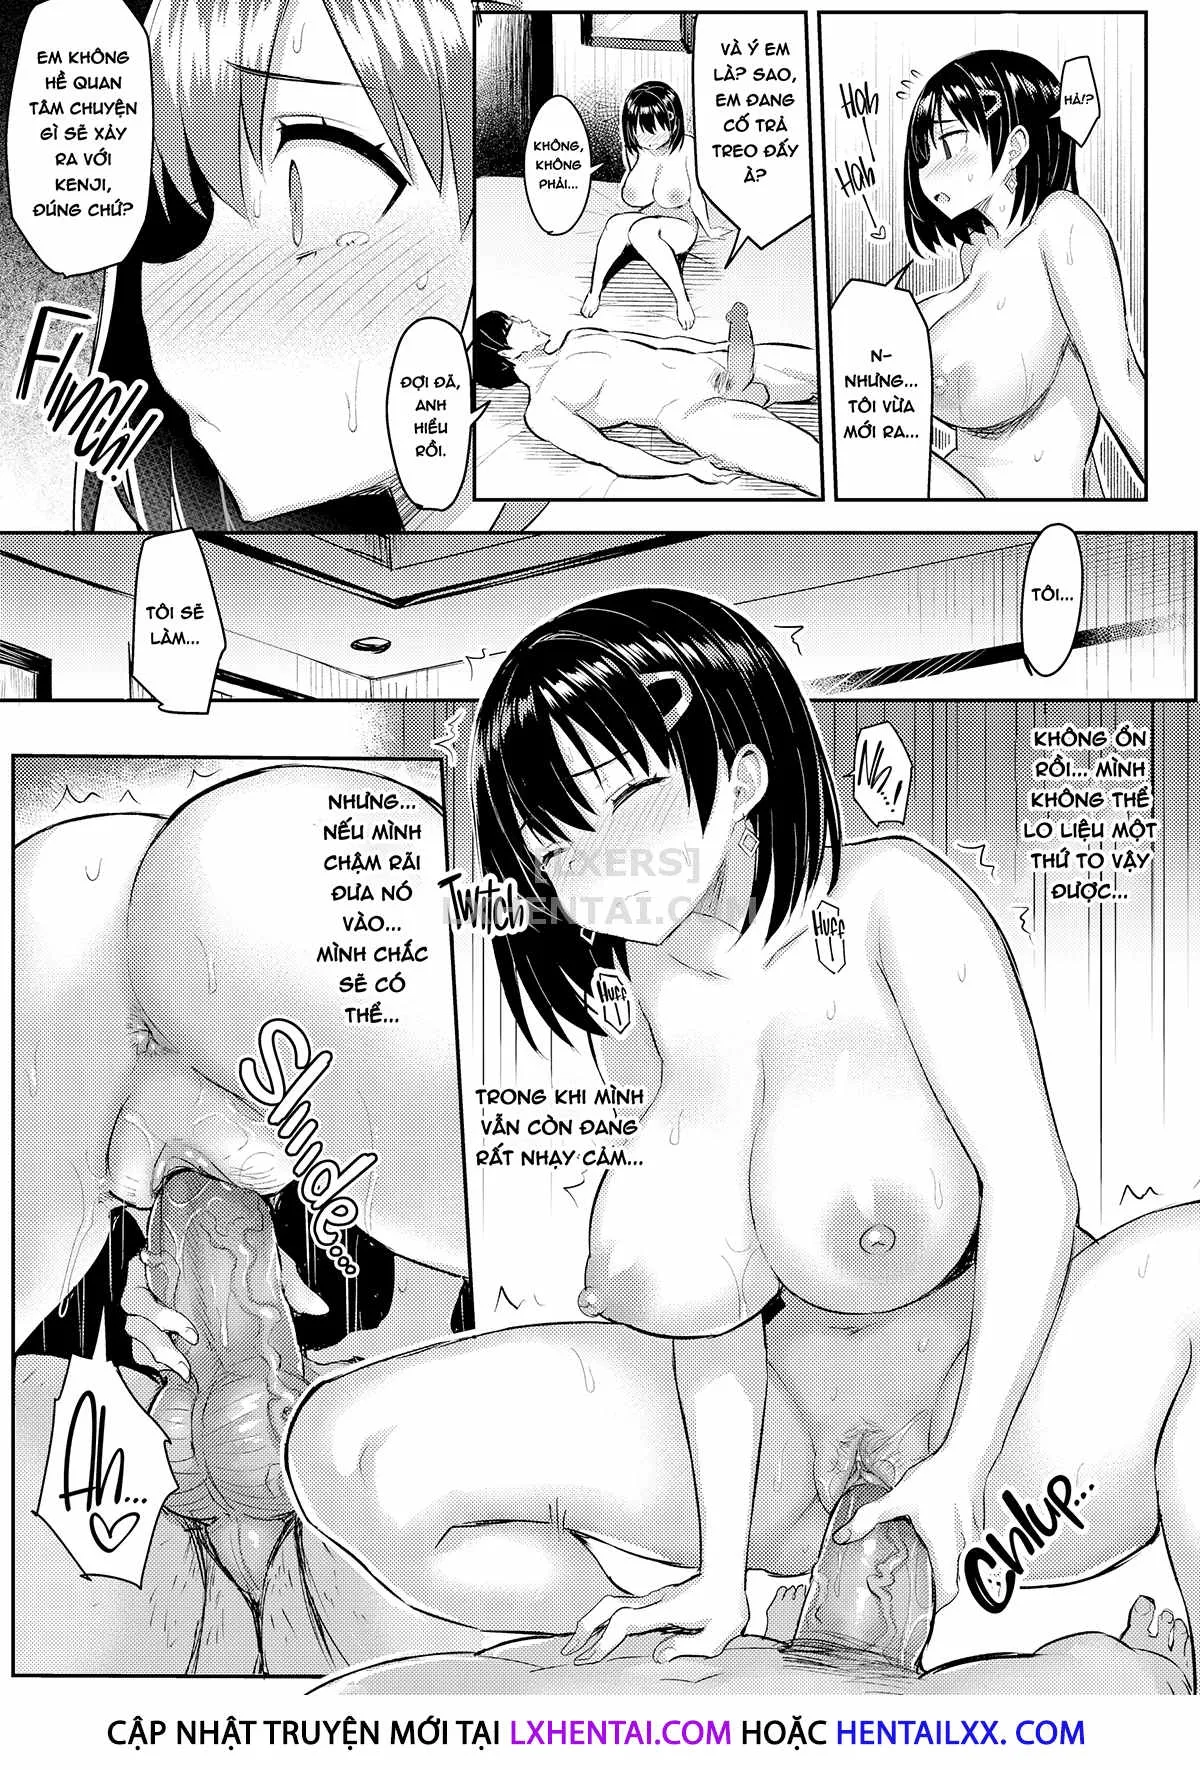 HẢ!?
HAH
HAH
N-
NHƯNG...
TÔI VỪA
MỚI RA...
VÀ Ý EM
LÀ? SAO,
EM ĐANG
CỐ TRẢ
TREO ĐẤY
À?
KHÔNG,
KHÔNG
PHẢI...
ĐỢI ĐÃ,
ANH
HIỂU
RỒI.
EM KHÔNG
HỀ QUAN
TÂM CHUYỆN
GÌ SẼ XẢY
RA VỚI
KENJI,
ĐÚNG CHỨ?
FLINCH!
TÔI...
TÔI SẼ
LÀM...
KHÔNG ỔN
RỒI... MÌNH
KHÔNG THỂ
LO LIỆU MỘT
THỨ TO VẬY
ĐƯỢC...
NN...!
TWITCH
HUFF
HUFF
TRONG KHI MÌNH
VẪN CÒN ĐANG
RẤT NHẠY CẢM...
CHLUP...
NHƯNG...
NẾU MÌNH
CHẬM RÃI
ĐƯA NÓ
VÀO...
MÌNH CHẮC
SẼ CÓ
THỂ...
SLIIIDE...
AH...
[LXERS]
LXHENTAI.COM
CẬP NHẬT TRUYỆN MỚI TẠI LXHENTAI.COM HOẶC HENTAILXX. COM